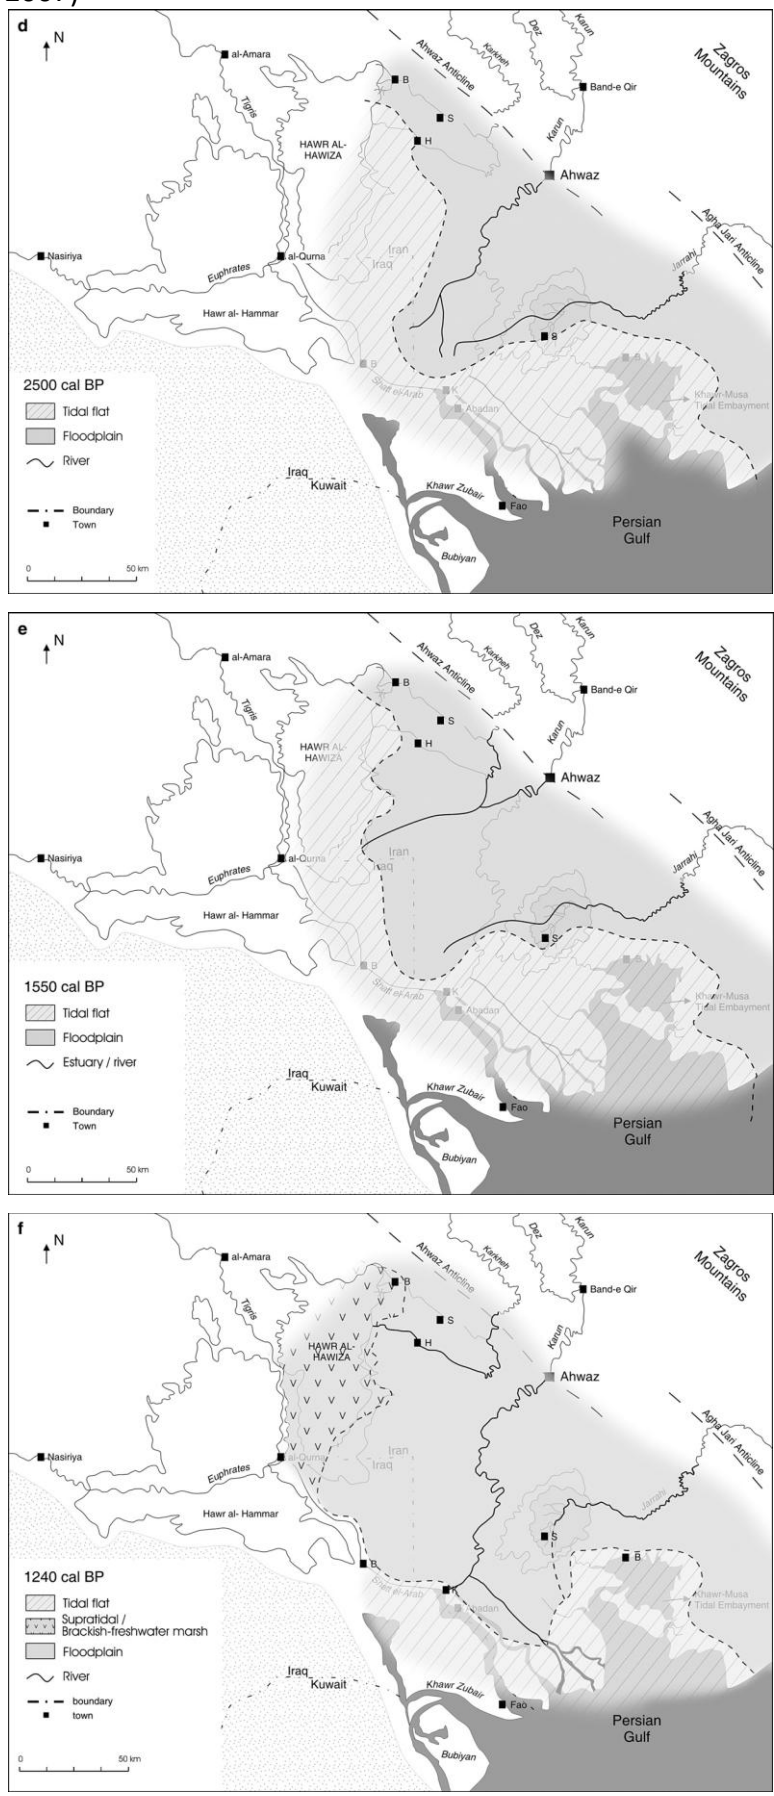 2007)
d
N
al-Amara
Tigris
Ahwaz Anticline
Karkheh
Dez
Karun
Zagros
Mountains
Band-e Qir
B
S
H
HAWR AL-
HAWIZA
Karun
Ahwaz
Agha Jari Anticline
Nasiriya
Euphrates
al-Qurna
Iran
Iraq
Jarrahi
Hawr al- Hammar
S
B
B
Shatt el-Arab
K
Abadan
Khawr-Musa
Tidal Embayment
2500 cal BP
Tidal flat
Floodplain
River
Boundary
Town
0 50 km
Iraq
Kuwait
Khawr Zubair
Fao
Bubiyan
Persian
Gulf
e
N
al-Amara
Tigris
Ahwaz Anticline
Karkheh
Dez
Karun
Zagros
Mountains
Band-e Qir
B
S
H
HAWR AL-
HAWIZA
Karun
Ahwaz
Agha Jari Anticline
Nasiriya
Euphrates
al-Qurna
Iran
Iraq
Jarrahi
Hawr al- Hammar
S
B
B
Shatt el-Arab
K
Abadan
Khawr-Musa
Tidal Embayment
1550 cal BP
Tidal flat
Floodplain
Estuary / river
Boundary
Town
0 50 km
Iraq
Kuwait
Khawr Zubair
Fao
Bubiyan
Persian
Gulf
f
N
al-Amara
Tigris
Ahwaz Anticline
Karkheh
Dez
Karun
Zagros
Mountains
Band-e Qir
B
S
H
HAWR AL-
HAWIZA
Karun
Ahwaz
Agha Jari Anticline
Nasiriya
Euphrates
al-Qurna
Iran
Iraq
Jarrahi
Hawr al- Hammar
S
B
B
Shatt el-Arab
K
Abadan
Khawr-Musa
Tidal Embayment
1240 cal BP
Tidal flat
Supratidal /
Brackish-freshwater marsh
Floodplain
River
boundary
town
0 50 km
Iraq
Kuwait
Khawr Zubair
Fao
Bubiyan
Persian
Gulf